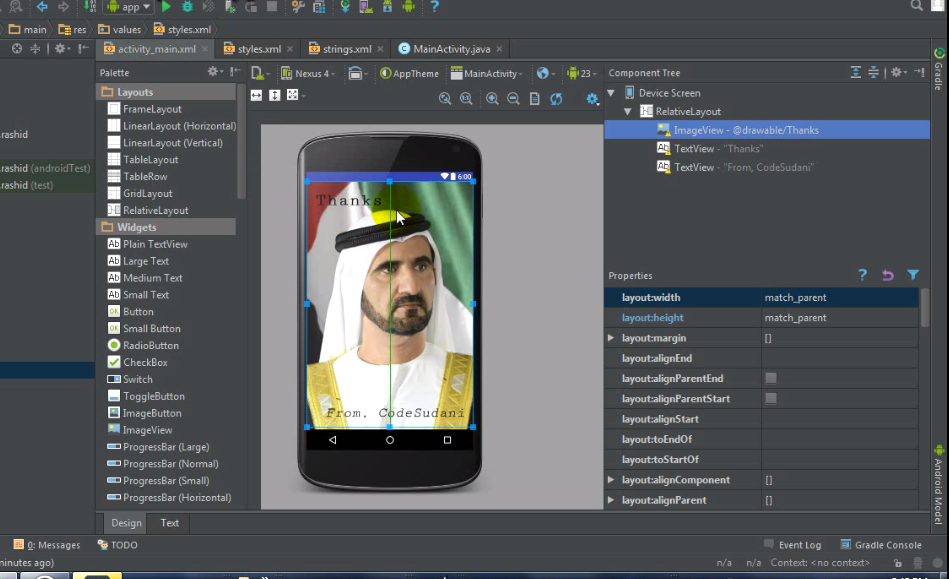 app
main
res
values
styles.xml
activity_main.xml
styles.xml
strings.xml
MainActivity.java
Palette
Nexus 4
AppTheme
MainActivity
23
Component Tree
Gradle
Layouts
FrameLayout
LinearLayout (Horizontal)
LinearLayout (Vertical)
TableLayout
TableRow
GridLayout
RelativeLayout
Widgets
Plain TextView
Large Text
Medium Text
Small Text
Button
Small Button
RadioButton
CheckBox
Switch
ToggleButton
ImageButton
ImageView
ProgressBar (Large)
ProgressBar (Normal)
ProgressBar (Small)
ProgressBar (Horizontal)
.rashid
.rashid (androidTest)
.rashid (test)
6:00
Thanks
From, CodeSudani
Device Screen
RelativeLayout
ImageView - @drawable/Thanks
TextView - "Thanks"
TextView - "From, CodeSudani"
Properties
layout:width match_parent
layout:height match_parent
layout:margin []
layout:alignEnd
layout:alignParentEnd
layout:alignParentStart
layout:alignStart
layout:toEndOf
layout:toStartOf
layout:alignComponent []
layout:alignParent []
Android Model
Design Text
0: Messages TODO Event Log Gradle Console
minutes ago) n/a n/a Context: <no context>